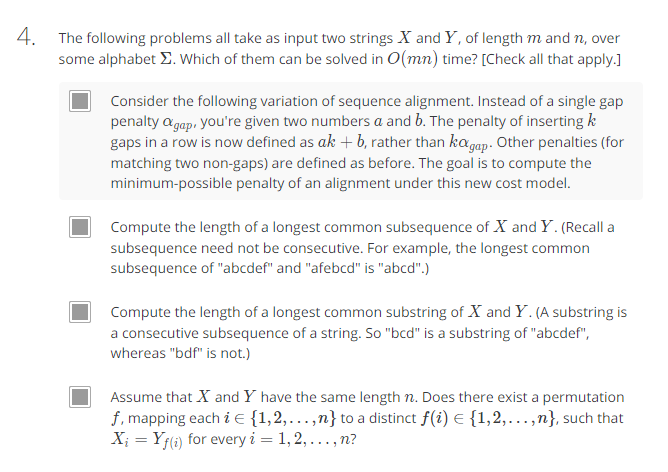 4. The following problems all take as input two strings X and Y, of length m and n, over
some alphabet Σ. Which of them can be solved in O(mn) time? [Check all that apply.]
Consider the following variation of sequence alignment. Instead of a single gap
penalty α_gap, you're given two numbers a and b. The penalty of inserting k
gaps in a row is now defined as ak + b, rather than kα_gap. Other penalties (for
matching two non-gaps) are defined as before. The goal is to compute the
minimum-possible penalty of an alignment under this new cost model.
Compute the length of a longest common subsequence of X and Y. (Recall a
subsequence need not be consecutive. For example, the longest common
subsequence of "abcdef" and "afebcd" is "abcd".)
Compute the length of a longest common substring of X and Y. (A substring is
a consecutive subsequence of a string. So "bcd" is a substring of "abcdef",
whereas "bdf" is not.)
Assume that X and Y have the same length n. Does there exist a permutation
f, mapping each i ∈ {1,2,...,n} to a distinct f(i) ∈ {1,2,...,n}, such that
X_i = Y_f(i) for every i = 1,2,...,n?